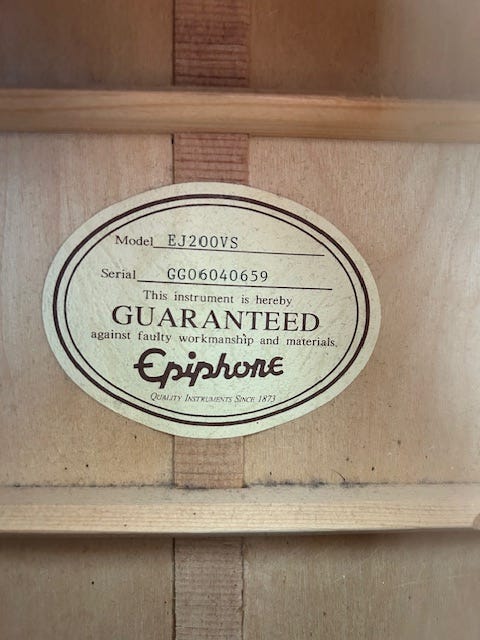 Model EJ200VS
Serial GG06040659
This instrument is hereby
GUARANTEED
against faulty workmanship and materials.
Epiphone
Quality Instruments Since 1873